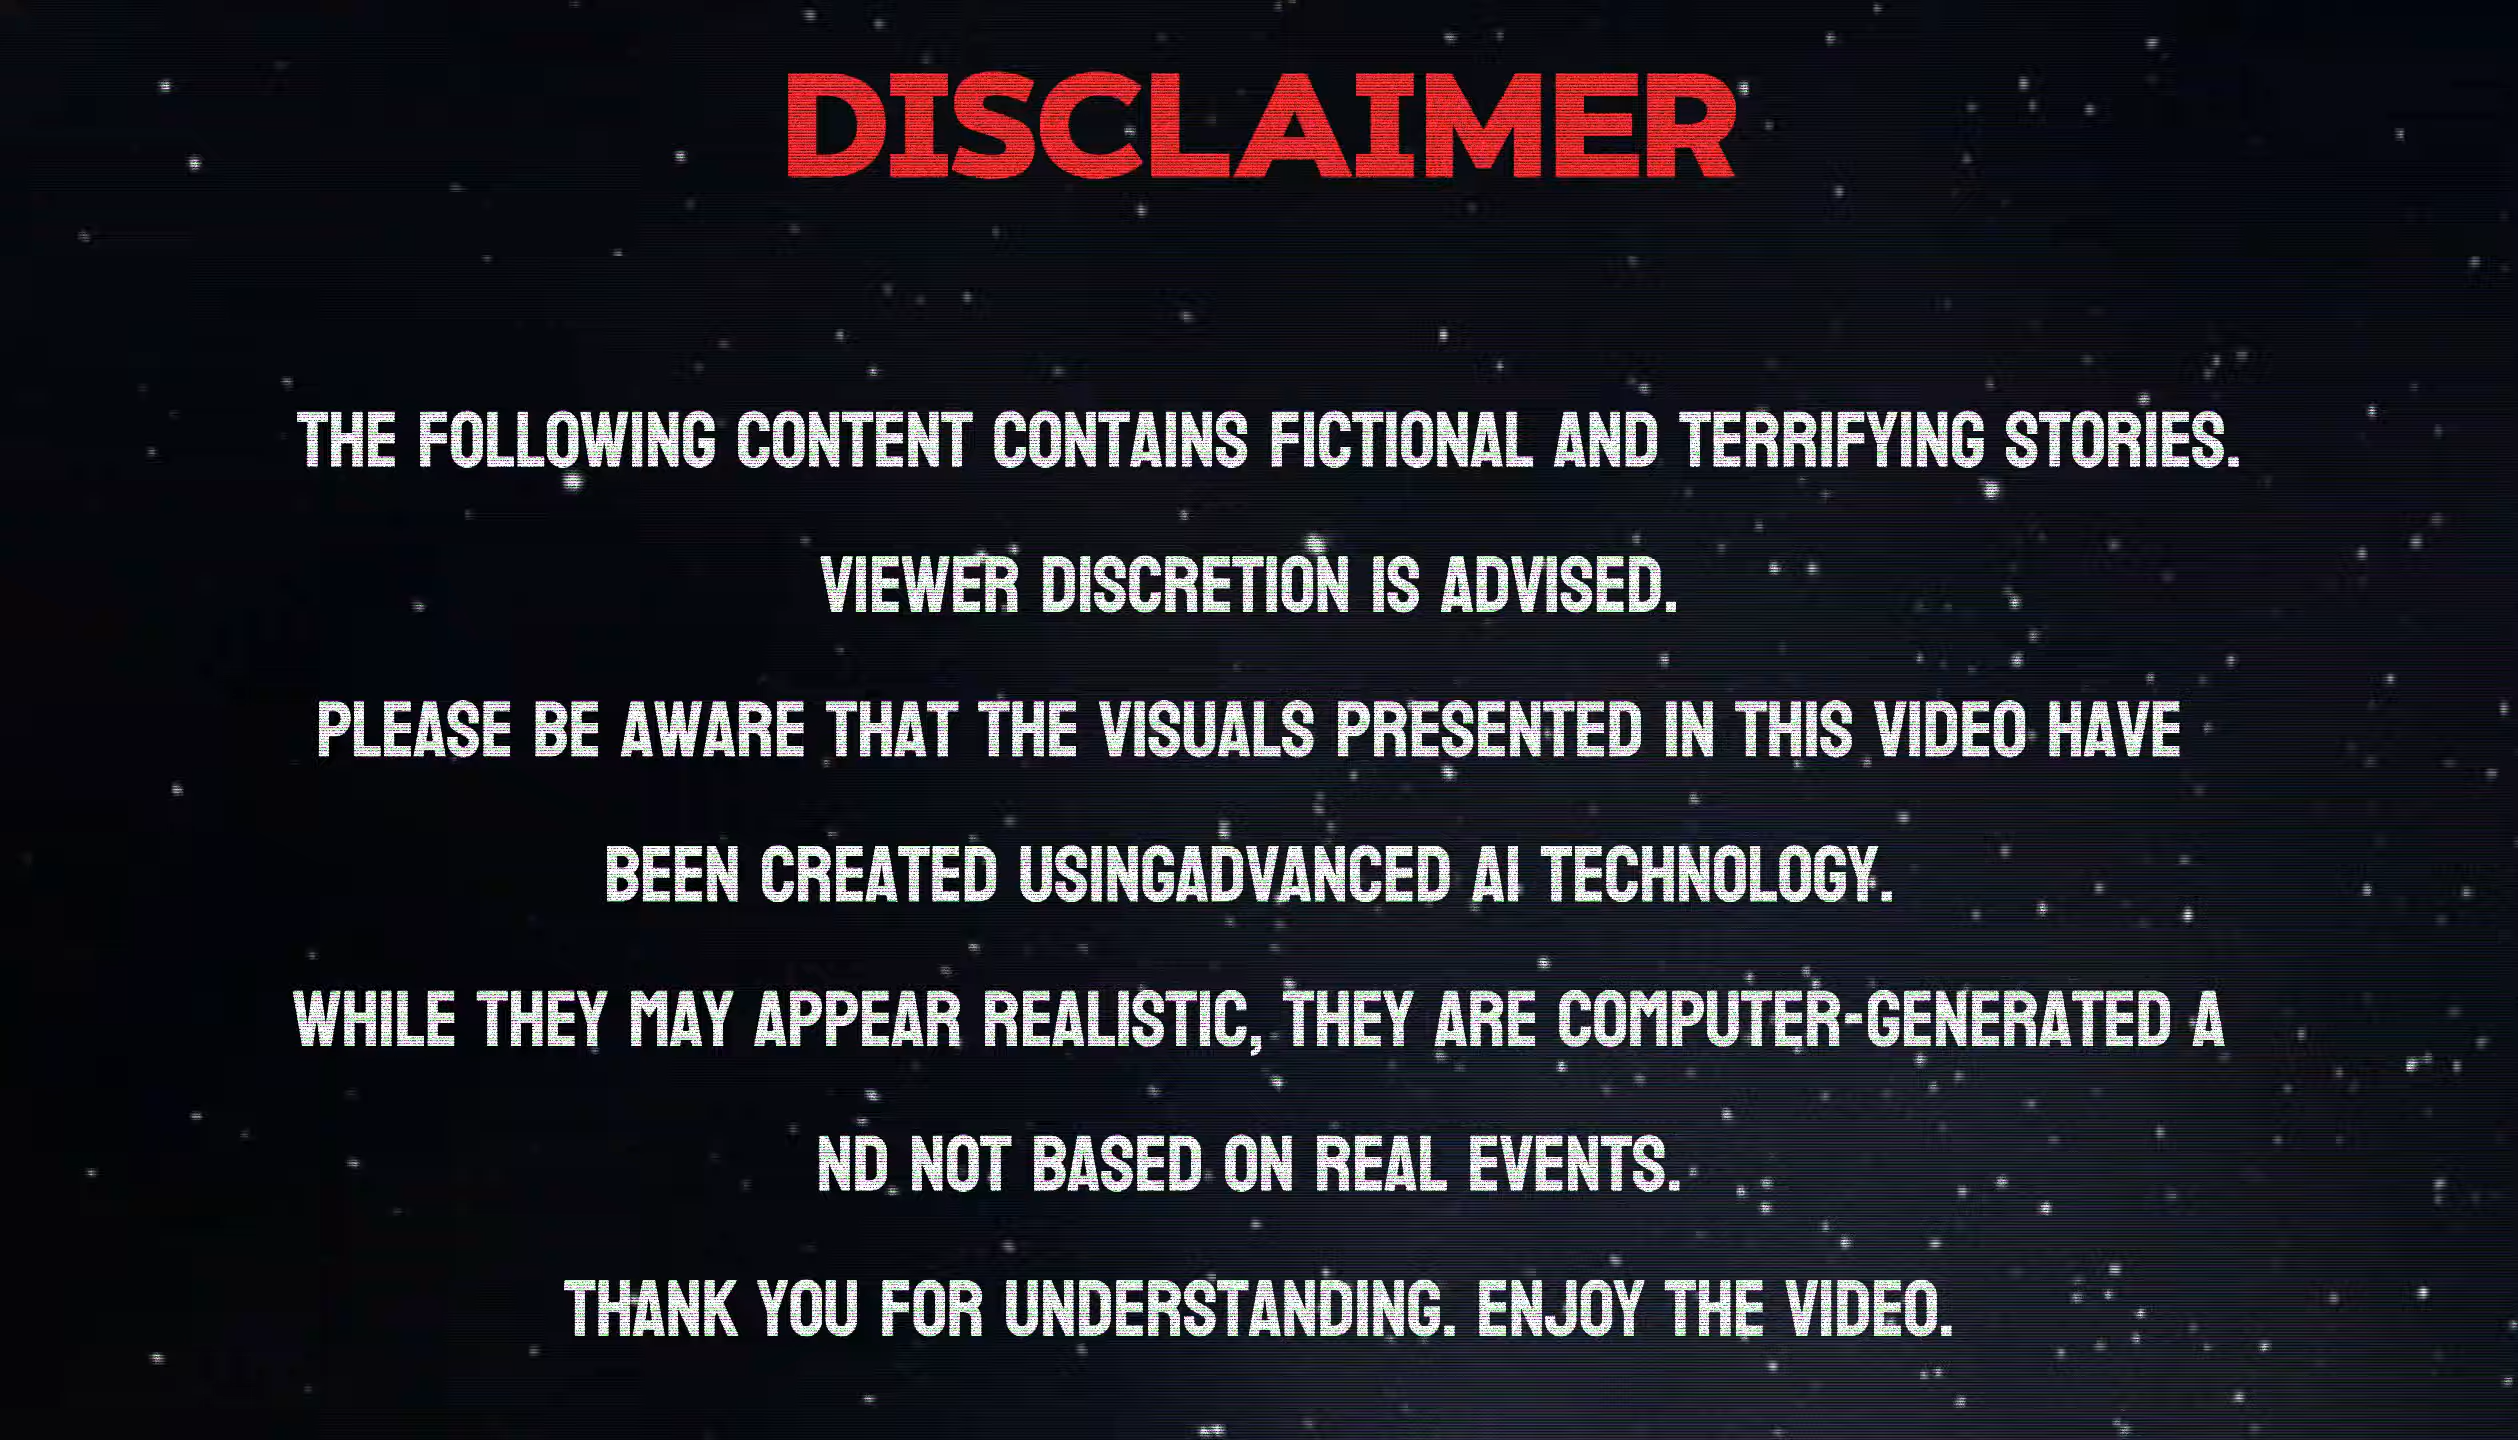 DISCLAIMER
THE FOLLOWING CONTENT CONTAINS FICTIONAL AND TERRIFYING STORIES.
VIEWER DISCRETION IS ADVISED.
PLEASE BE AWARE THAT THE VISUALS PRESENTED IN THIS VIDEO HAVE
BEEN CREATED USINGADVANCED AI TECHNOLOGY.
WHILE THEY MAY APPEAR REALISTIC, THEY ARE COMPUTER-GENERATED A
ND NOT BASED ON REAL EVENTS.
THANK YOU FOR UNDERSTANDING. ENJOY THE VIDEO.